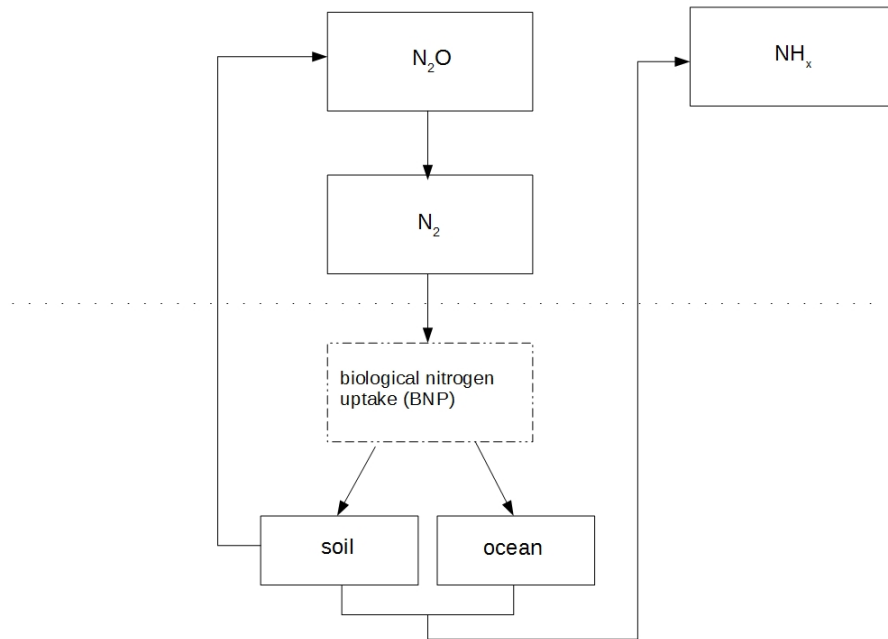 N₂O
NHₓ
N₂
biological nitrogen
uptake (BNP)
soil
ocean